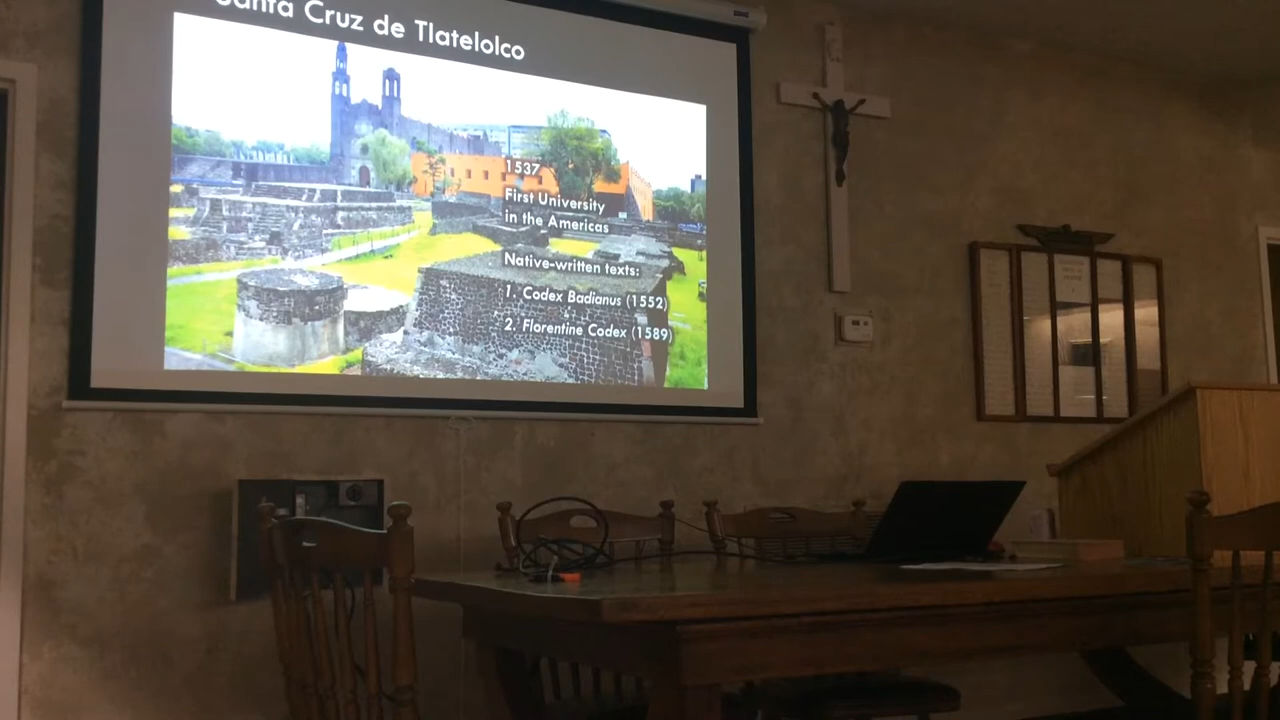 Santa Cruz de Tlatelolco
1537
First University
in the Americas
Native-written texts:
1. Codex Badianus (1552)
2. Florentine Codex (1589)